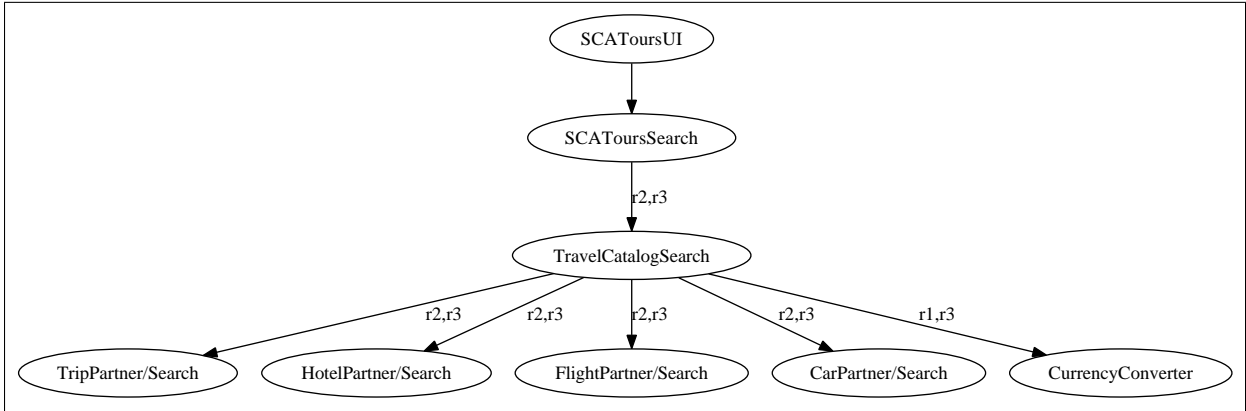 SCAToursUI
SCAToursSearch
r2,r3
TravelCatalogSearch
r2,r3 r2,r3 r2,r3 r2,r3 r1,r3
TripPartner/Search HotelPartner/Search FlightPartner/Search CarPartner/Search CurrencyConverter